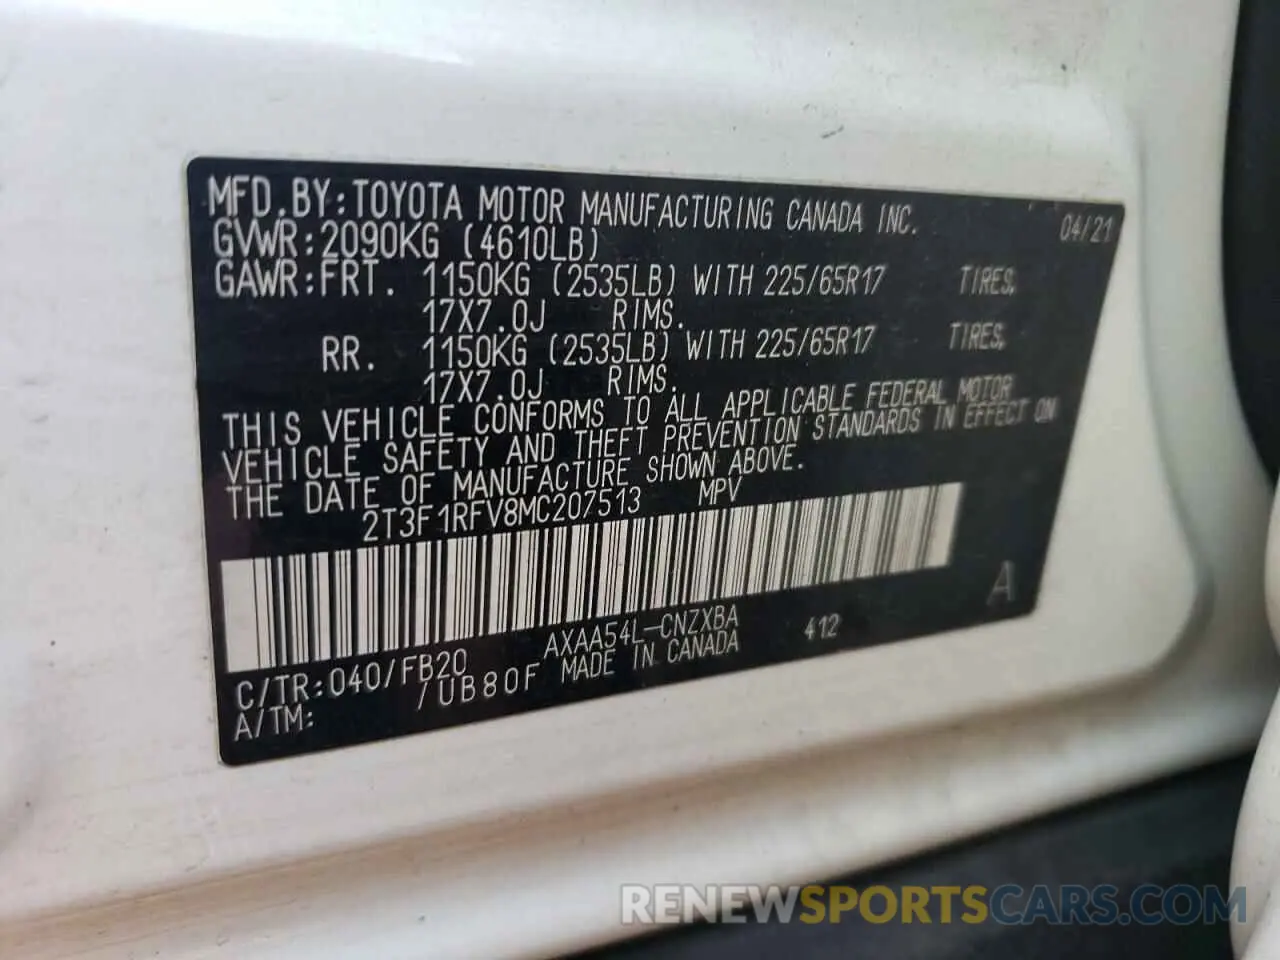 MFD.BY:TOYOTA MOTOR MANUFACTURING CANADA INC. 04/21
GVWR:2090KG (4610LB)
GAWR:FRT. 1150KG (2535LB) WITH 225/65R17 TIRES,
17X7.0J RIMS.
RR. 1150KG (2535LB) WITH 225/65R17 TIRES,
17X7.0J RIMS.
THIS VEHICLE CONFORMS TO ALL APPLICABLE FEDERAL MOTOR
VEHICLE SAFETY AND THEFT PREVENTION STANDARDS IN EFFECT ON
THE DATE OF MANUFACTURE SHOWN ABOVE.
2T3F1RFV8MC207513 MPV
A
C/TR:040/FB20 AXAA54L-CNZXBA 412
A/TM: /UB80F MADE IN CANADA
RENEWSPORTSCARS.COM